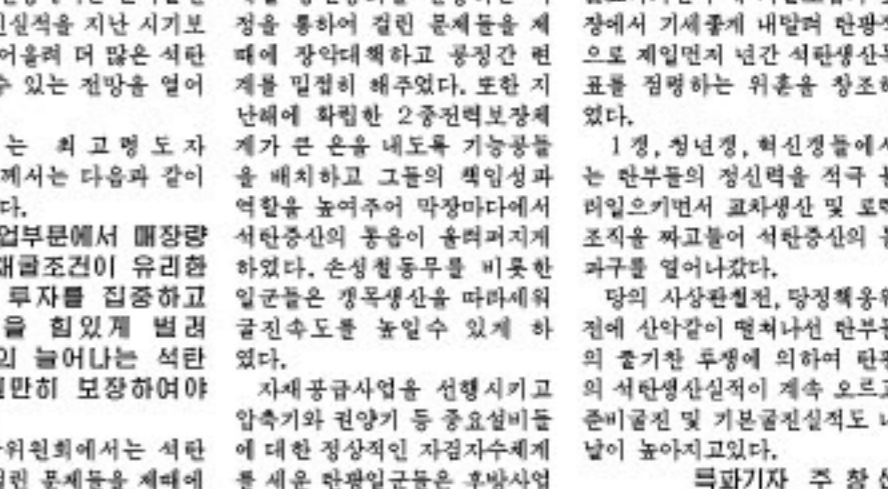 실적을 지난 시기보
어울려 더 많은 석탄
수 있는 전망을 열어
는 최고령도자
께서는 다음과 같이
다.
업부문에서 매장량
채굴조건이 유리한
투자를 집중하고
을 힘있게 벌려
의 늘어나는 석탄
원만히 보장하여야
위원회에서는 석탄
걸린 문제들을 제때에
정을 통하여 걸린 문제들을 제
때에 장악대책하고 공정간 련
계를 밀접히 해주었다. 또한 지
난해에 확립한 2중전력보장체
계가 큰 은을 내도록 기능공들
을 배치하고 그들의 책임성과
역할을 높여주어 막장마다에서
석탄증산의 동음이 울려퍼지게
하였다. 손성철동무를 비롯한
일군들은 갱목생산을 따라세워
굴진속도를 높일수 있게 하
였다.
자재공급사업을 선행시키고
압축기와 권양기 등 중요설비들
에 대한 정상적인 자검자수체계
를 세운 탄광일군들은 후방사업
장에서 기세좋게 내달려 탄광적
으로 제일먼저 년간 석탄생산목
표를 점령하는 위훈을 창조하
였다.
1갱, 청년갱, 혁신갱들에서
는 탄부들의 정신력을 적극
러일으키면서 교차생산 및
조직을 짜고들어 석탄증산의
파구를 열어나갔다.
당의 사상관철전, 당정책옹위
전에 산악같이 떨쳐나선 탄부들
의 줄기찬 투쟁에 의하여 탄광
의 석탄생산실적이 계속 오르고
준비굴진 및 기본굴진실적도 나
날이 높아지고있다.
특파기자 주 창